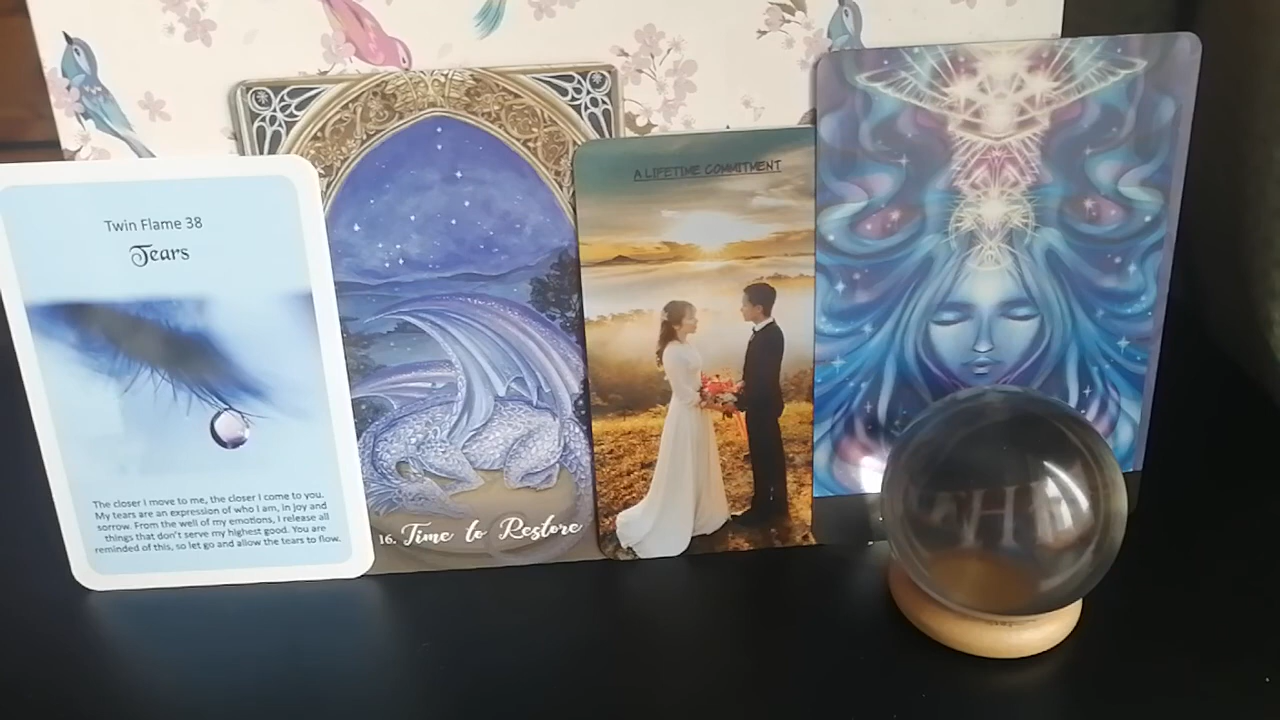 Twin Flame 38
Tears
The closer I move to me, the closer I come to you.
My tears are an expression of who I am, in joy and
sorrow. From the well of my emotions, I release all
things that don't serve my highest good. You are
reminded of this, so let go and allow the tears to flow.
16. Time to Restore
A LIFETIME COMMITMENT
H